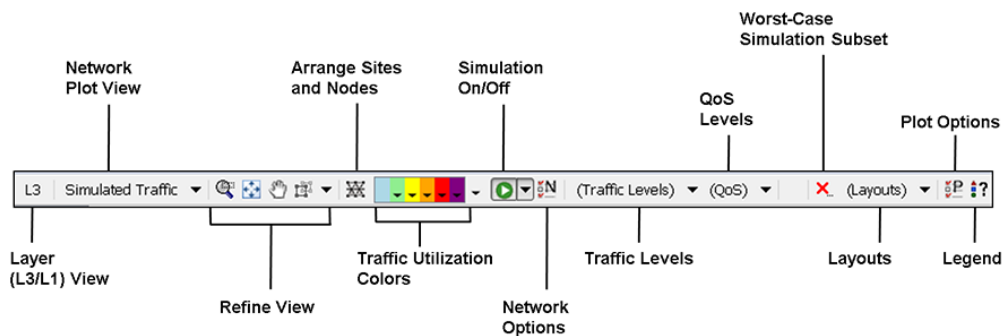 Worst-Case
Simulation Subset
Network
Plot View
Arrange Sites
and Nodes
Simulation
On/Off
QoS
Levels
Plot Options
L3 Simulated Traffic (Traffic Levels) (QoS) (Layouts)
N
P
?
Layer
(L3/L1) View
Traffic Utilization
Colors
Traffic Levels
Layouts
Legend
Refine View
Network
Options